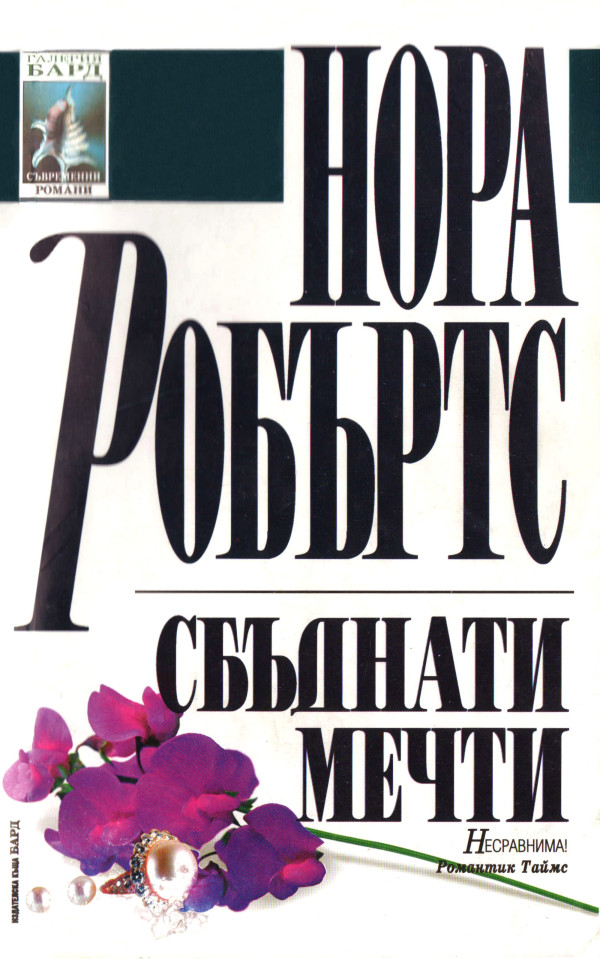 ГАЛЕРИЯ
БАРД
СЪВРЕМЕННИ
РОМАНИ
НОРА
РОБЪРТС
СБЪДНАТИ
МЕЧТИ
НЕСРАВНИМА!
Романтик Таймс
ИЗДАТЕЛСКА КЪЩА БАРД